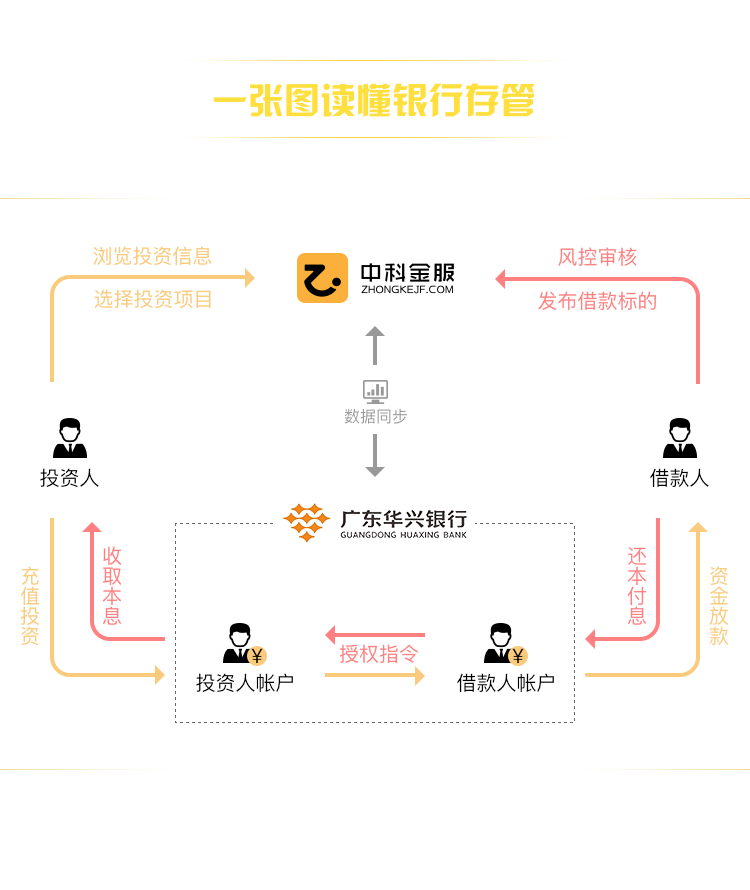 一张图读懂银行存管
浏览投资信息
选择投资项目
中科金服
ZHONGKEJF.COM
风控审核
发布借款标的
数据同步
投资人
借款人
广东华兴银行
GUANGDONG HUAXING BANK
充值投资
收取本息
还本付息
资金放款
授权指令
¥
投资人帐户
¥
借款人帐户